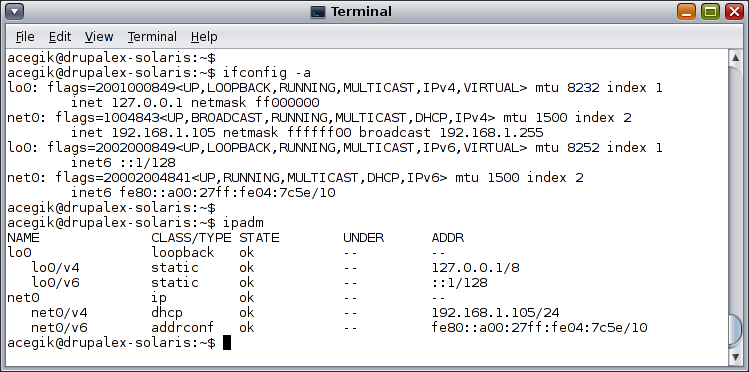 Terminal
File Edit View Terminal Help
acegik@drupalex-solaris:~$
acegik@drupalex-solaris:~$ ifconfig -a
lo0: flags=2001000849<UP,LOOPBACK,RUNNING,MULTICAST,IPv4,VIRTUAL> mtu 8232 index 1
        inet 127.0.0.1 netmask ff000000
net0: flags=1004843<UP,BROADCAST,RUNNING,MULTICAST,DHCP,IPv4> mtu 1500 index 2
        inet 192.168.1.105 netmask ffffff00 broadcast 192.168.1.255
lo0: flags=2002000849<UP,LOOPBACK,RUNNING,MULTICAST,IPv6,VIRTUAL> mtu 8252 index 1
        inet6 ::1/128
net0: flags=20002004841<UP,RUNNING,MULTICAST,DHCP,IPv6> mtu 1500 index 2
        inet6 fe80::a00:27ff:fe04:7c5e/10
acegik@drupalex-solaris:~$
acegik@drupalex-solaris:~$ ipadm
NAME              CLASS/TYPE STATE        UNDER      ADDR
lo0               loopback   ok           --         --
   lo0/v4         static     ok           --         127.0.0.1/8
   lo0/v6         static     ok           --         ::1/128
net0              ip         ok           --         --
   net0/v4        dhcp       ok           --         192.168.1.105/24
   net0/v6        addrconf   ok           --         fe80::a00:27ff:fe04:7c5e/10
acegik@drupalex-solaris:~$